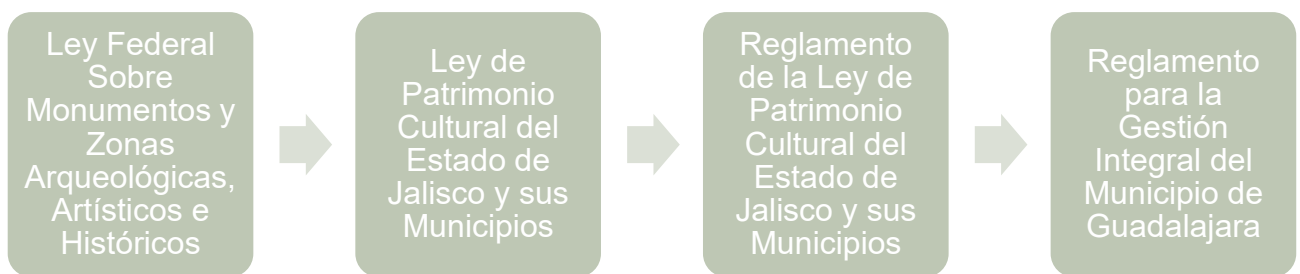 Ley Federal
Sobre
Monumentos y
Zonas
Arqueológicas,
Artísticos e
Históricos
Ley de
Patrimonio
Cultural del
Estado de
Jalisco y sus
Municipios
Reglamento
de la Ley de
Patrimonio
Cultural del
Estado de
Jalisco y sus
Municipios
Reglamento
para la
Gestión
Integral del
Municipio de
Guadalajara